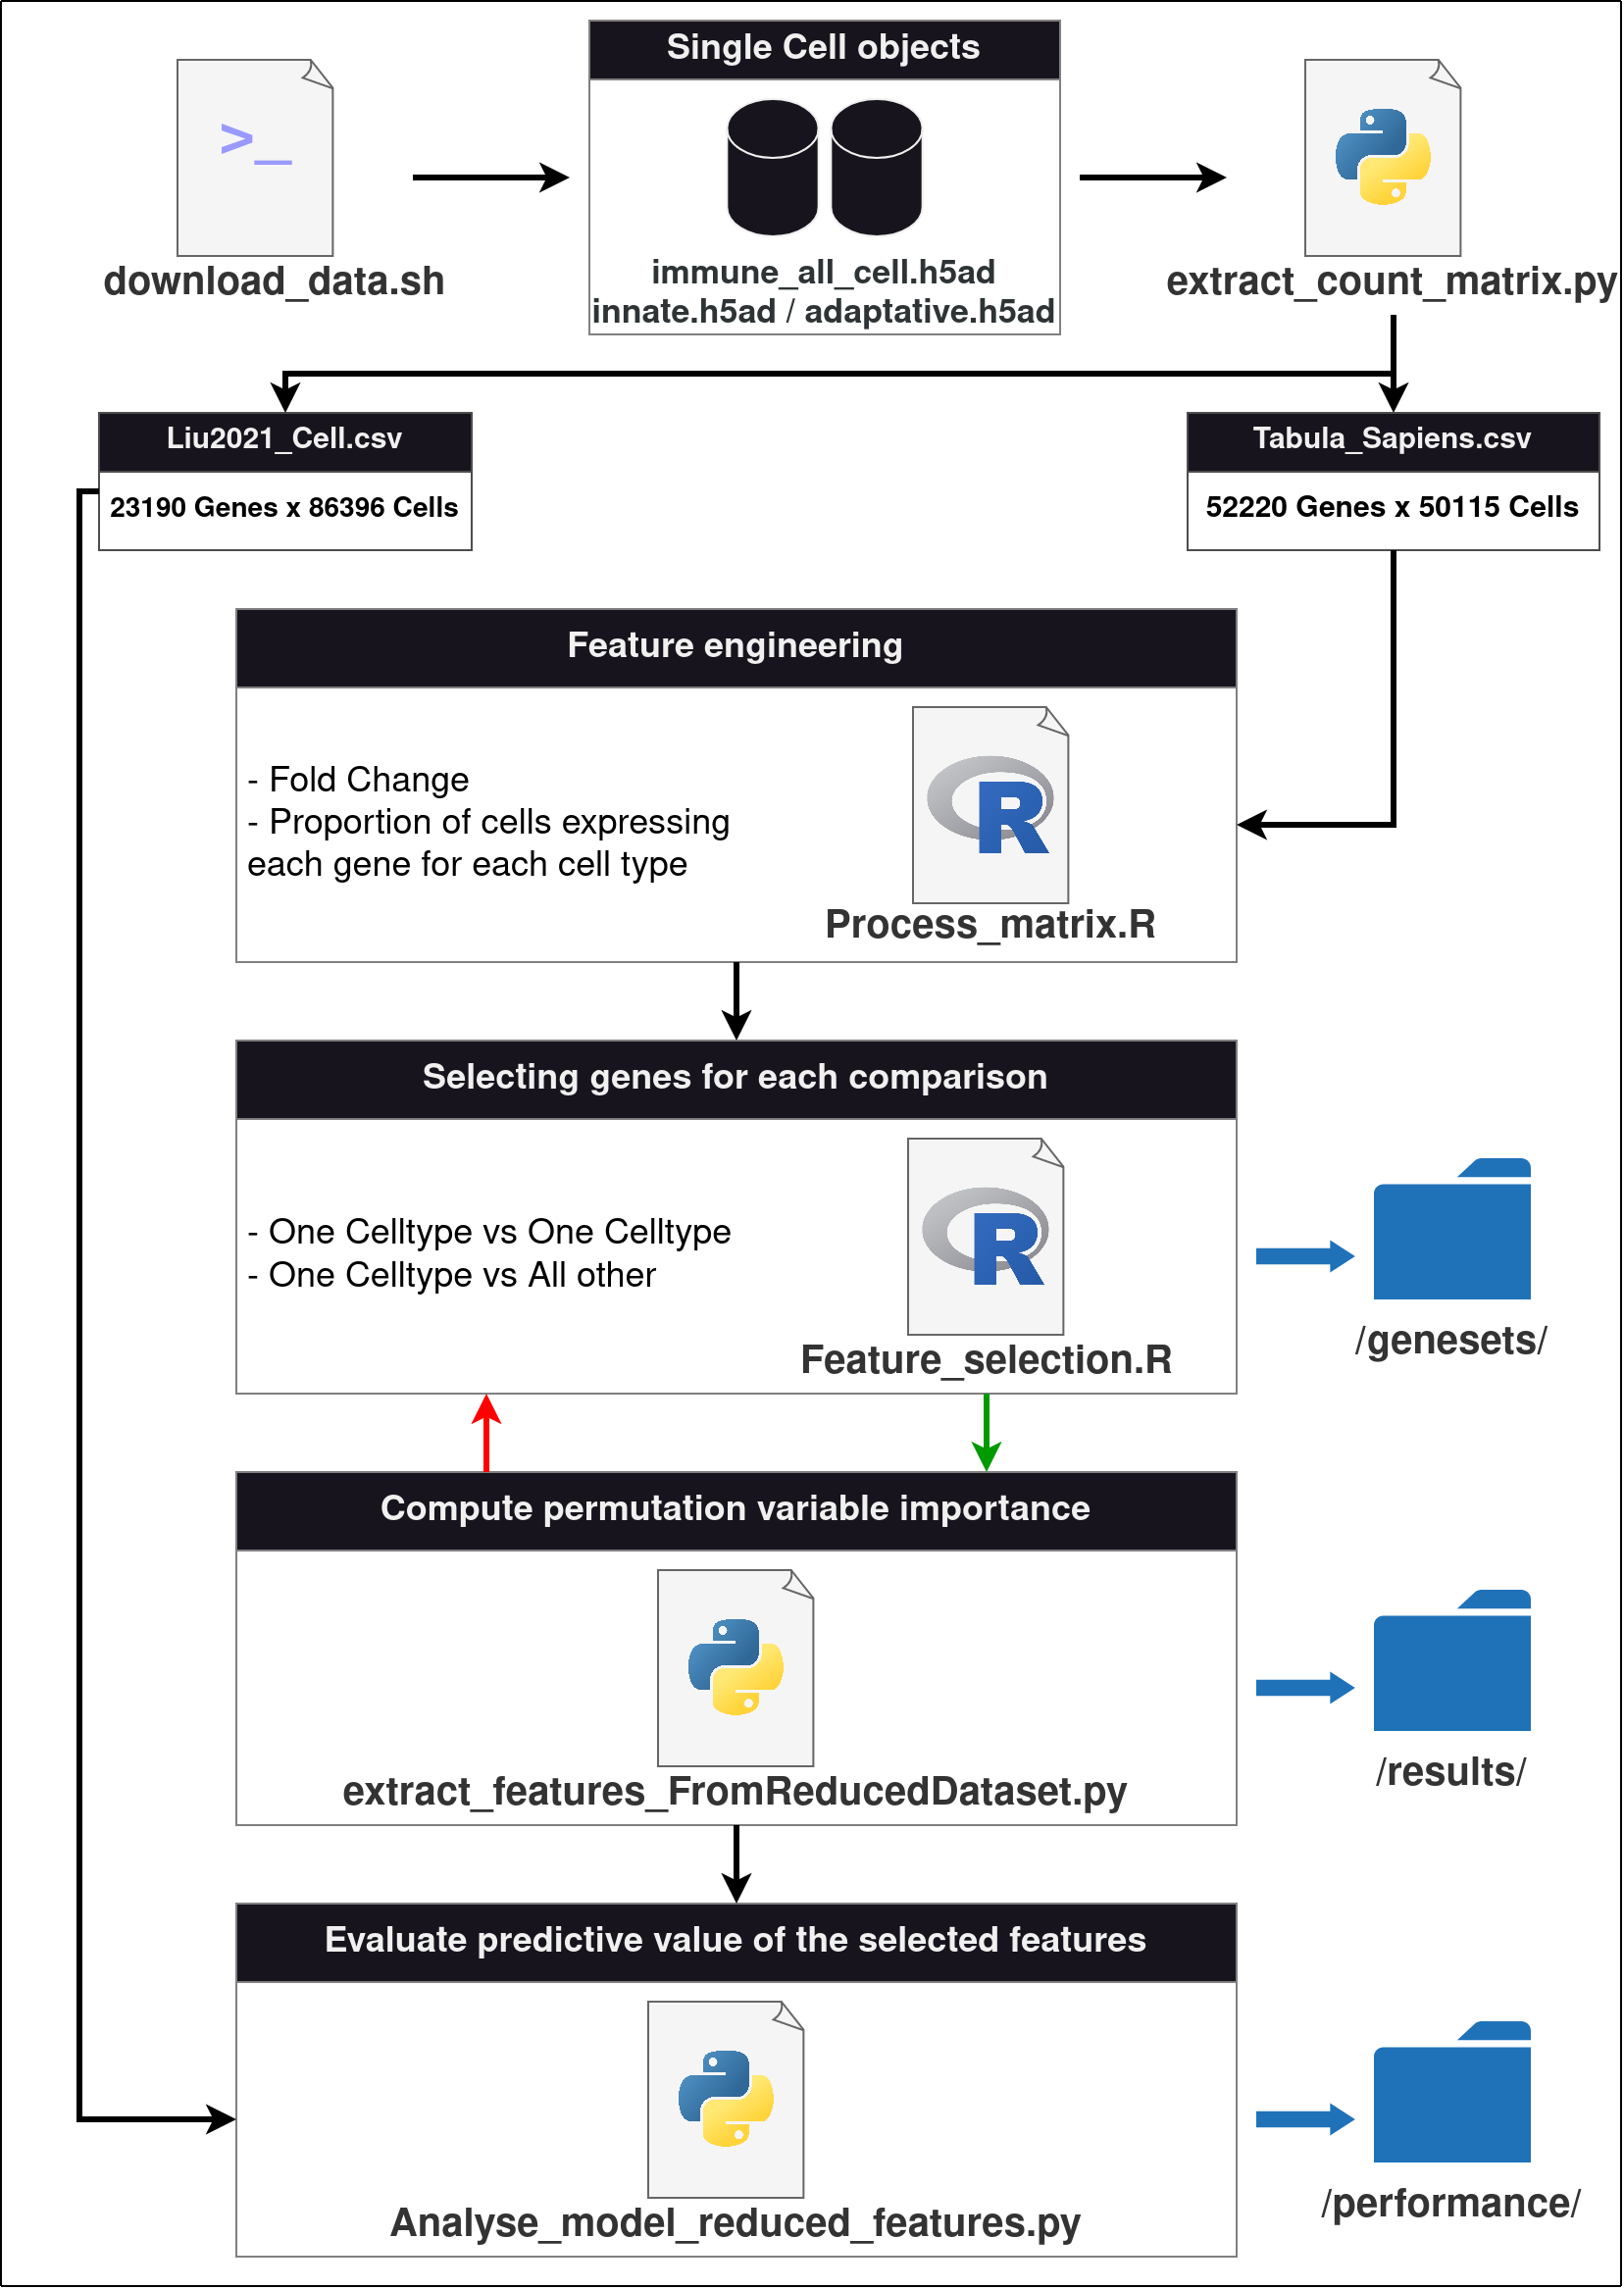 Single Cell objects
>_
download_data.sh
immune_all_cell.h5ad
innate.h5ad / adaptative.h5ad
extract_count_matrix.py
Liu2021_Cell.csv
23190 Genes x 86396 Cells
Tabula_Sapiens.csv
52220 Genes x 50115 Cells
Feature engineering
- Fold Change
- Proportion of cells expressing
each gene for each cell type
R
Process_matrix.R
Selecting genes for each comparison
- One Celltype vs One Celltype
- One Celltype vs All other
R
Feature_selection.R
/genesets/
Compute permutation variable importance
extract_features_FromReducedDataset.py
/results/
Evaluate predictive value of the selected features
Analyse_model_reduced_features.py
/performance/